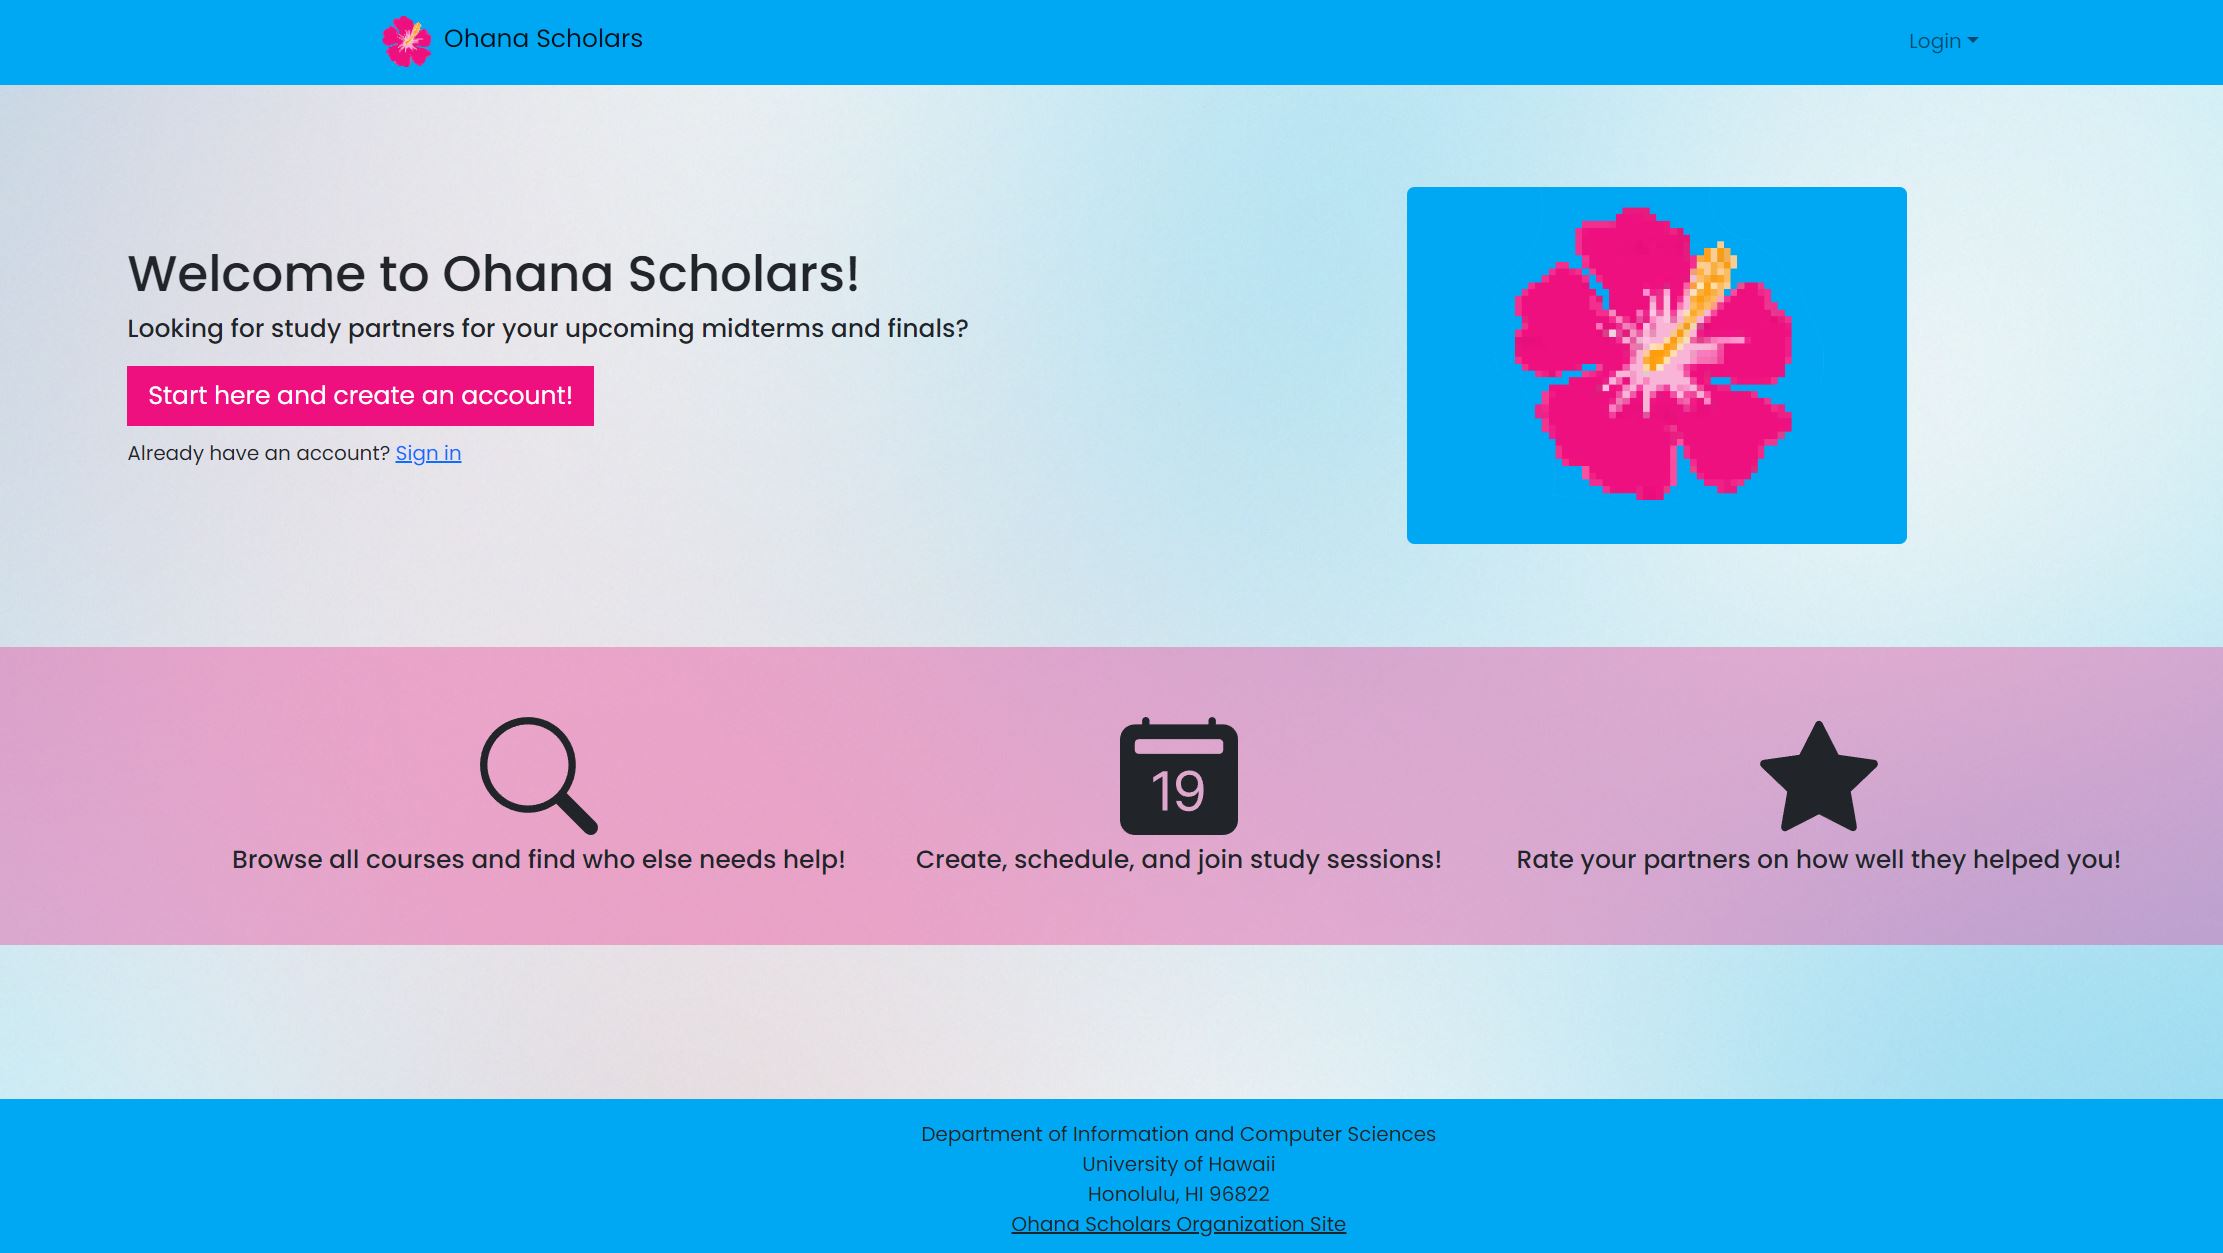 Ohana Scholars
Login
Welcome to Ohana Scholars!
Looking for study partners for your upcoming midterms and finals?
Start here and create an account!
Already have an account? Sign in
19
Browse all courses and find who else needs help!
Create, schedule, and join study sessions!
Rate your partners on how well they helped you!
Department of Information and Computer Sciences
University of Hawaii
Honolulu, HI 96822
Ohana Scholars Organization Site